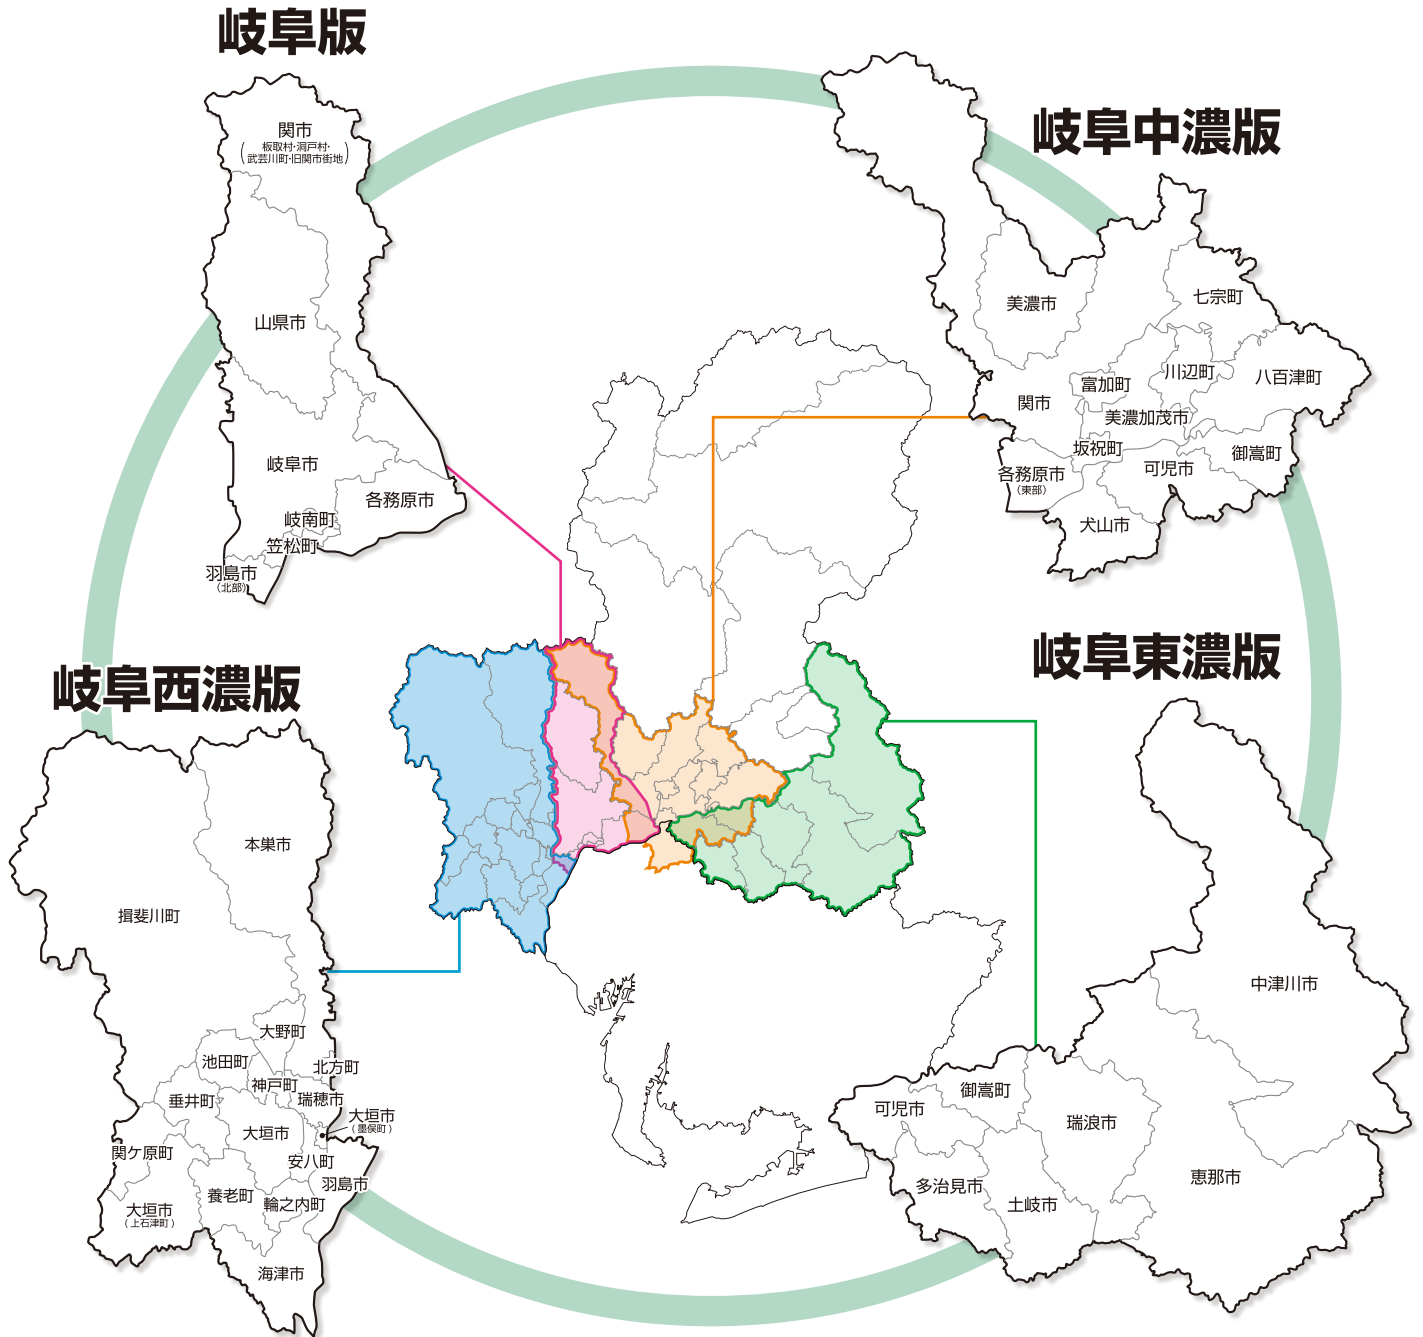 岐阜版
関市
(板取村・洞戸村・
武芸川町・旧関市街地)
山県市
岐阜市
各務原市
岐南町
笠松町
羽島市
(北部)
岐阜中濃版
美濃市
七宗町
富加町
川辺町
八百津町
関市
美濃加茂市
坂祝町
御嵩町
可児市
各務原市
(東部)
犬山市
岐阜西濃版
本巣市
揖斐川町
大野町
池田町
北方町
神戸町
瑞穂市
垂井町
大垣市
(墨俣町)
大垣市
関ケ原町
安八町
羽島市
養老町
輪之内町
大垣市
(上石津町)
海津市
岐阜東濃版
中津川市
御嵩町
可児市
瑞浪市
恵那市
多治見市
土岐市